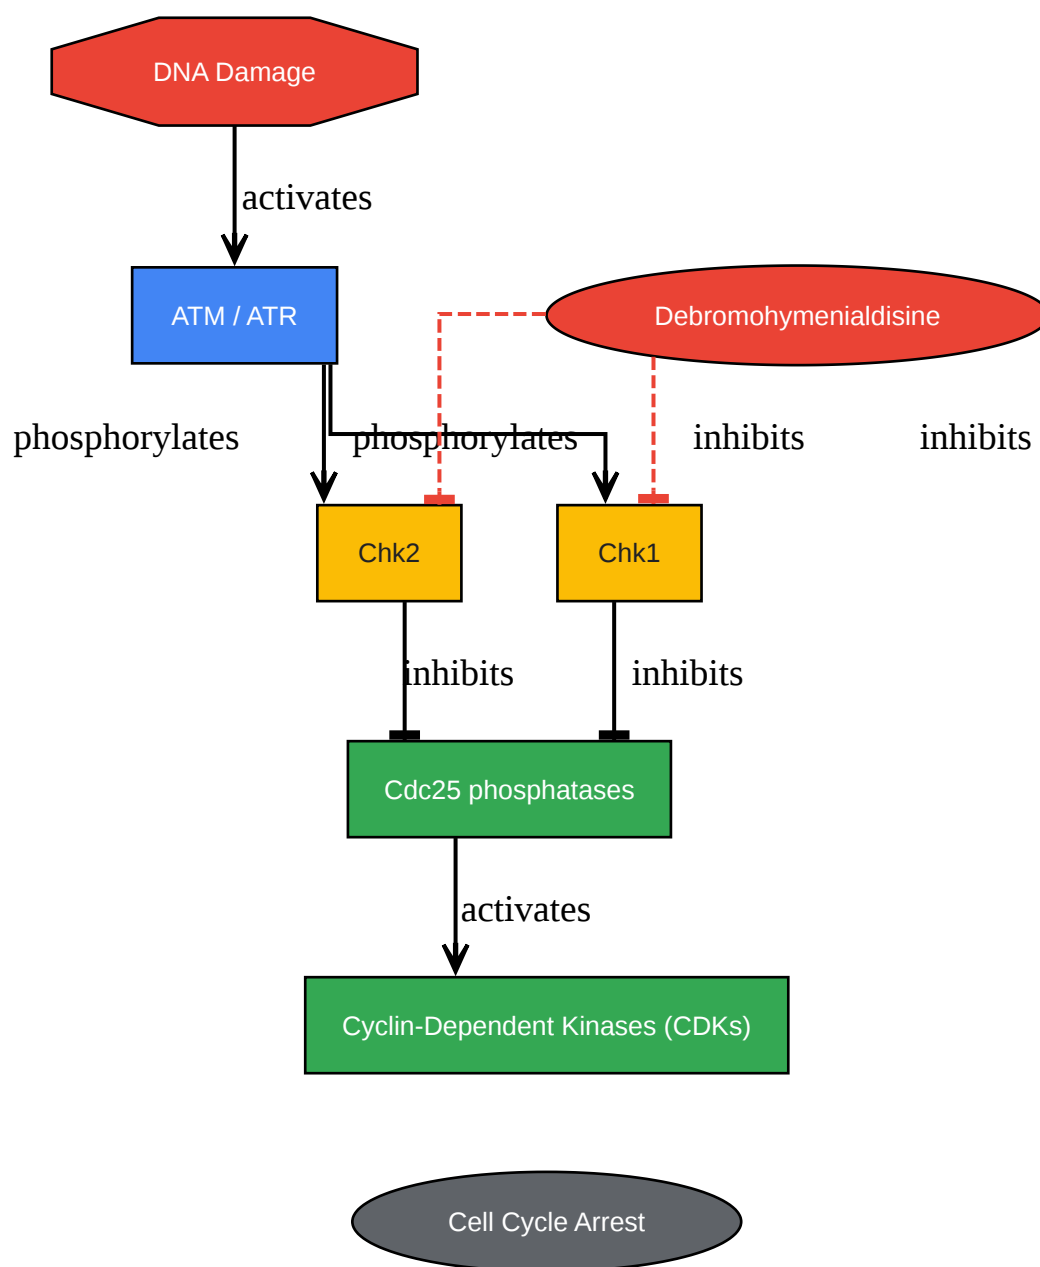 DNA Damage
activates
ATM / ATR
Debromohymenialdisine
phosphorylates
phosphorylates
inhibits
inhibits
Chk2
Chk1
inhibits
inhibits
Cdc25 phosphatases
activates
Cyclin-Dependent Kinases (CDKs)
Cell Cycle Arrest